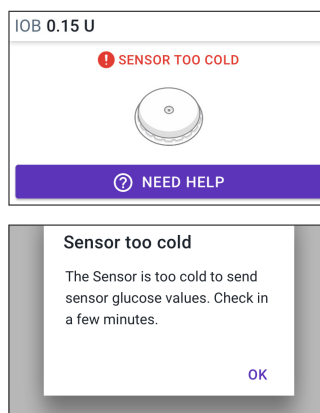 IOB 0.15 U
! SENSOR TOO COLD
? NEED HELP
Sensor too cold
The Sensor is too cold to send
sensor glucose values. Check in
a few minutes.
OK